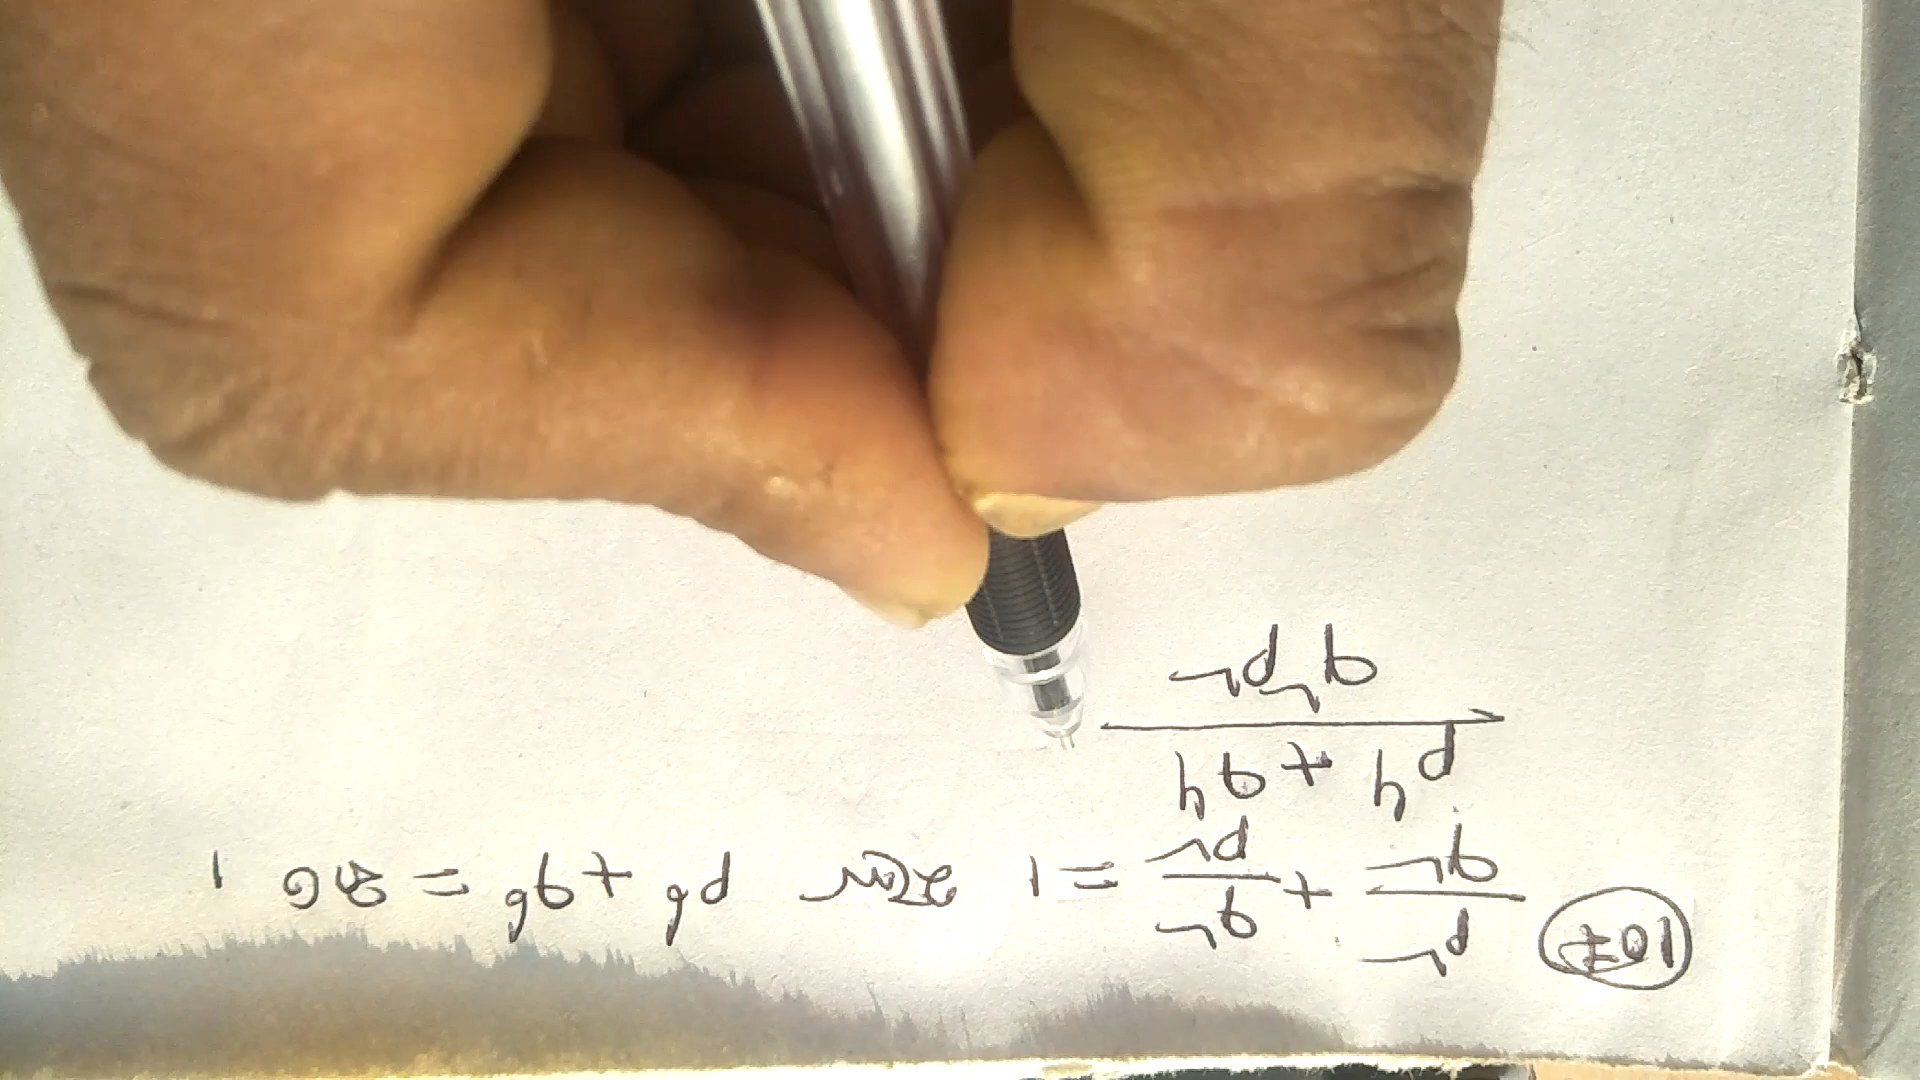 107 p²/q² + q²/p² = 1 হলে p⁶ + q⁶ = কত ।
p⁴ + q⁴ / q²p²